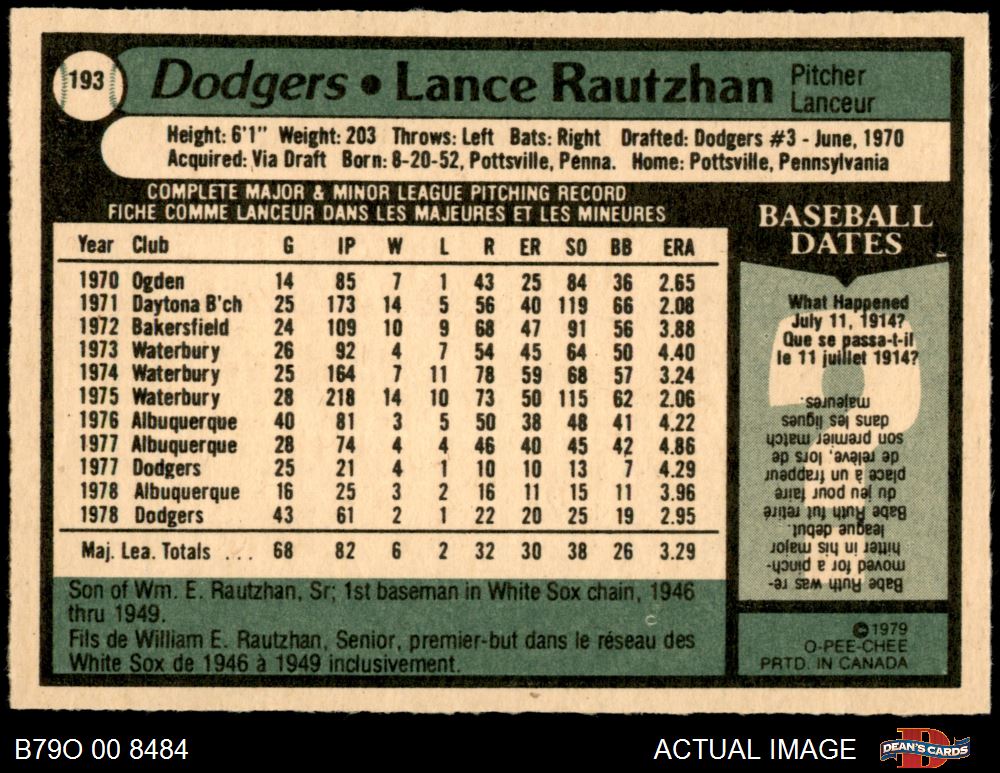 193
Dodgers • Lance Rautzhan Pitcher
Lanceur
Height: 6'1" Weight: 203 Throws: Left Bats: Right Drafted: Dodgers #3 - June, 1970
Acquired: Via Draft Born: 8-20-52, Pottsville, Penna. Home: Pottsville, Pennsylvania
COMPLETE MAJOR & MINOR LEAGUE PITCHING RECORD
FICHE COMME LANCEUR DANS LES MAJEURES ET LES MINEURES
Year Club G IP W L R ER SO BB ERA
1970 Ogden 14 85 7 1 43 25 84 36 2.65
1971 Daytona B'ch 25 173 14 5 56 40 119 66 2.08
1972 Bakersfield 24 109 10 9 68 47 91 56 3.88
1973 Waterbury 26 92 4 7 54 45 64 50 4.40
1974 Waterbury 25 164 7 11 78 59 68 57 3.24
1975 Waterbury 28 218 14 10 73 50 115 62 2.06
1976 Albuquerque 40 81 3 5 50 38 48 41 4.22
1977 Albuquerque 28 74 4 4 46 40 45 42 4.86
1977 Dodgers 25 21 4 1 10 10 13 7 4.29
1978 Albuquerque 16 25 3 2 16 11 15 11 3.96
1978 Dodgers 43 61 2 1 22 20 25 19 2.95
Maj. Lea. Totals ... 68 82 6 2 32 30 38 26 3.29
Son of Wm. E. Rautzhan, Sr; 1st baseman in White Sox chain, 1946
thru 1949.
Fils de William E. Rautzhan, Senior, premier-but dans le réseau des
White Sox de 1946 à 1949 inclusivement.
BASEBALL
DATES
What Happened
July 11, 1914?
Que se passa-t-il
le 11 juillet 1914?
Babe Ruth was re-
moved for a pinch-
hitter in his major
league debut.
Babe Ruth fut retiré
du jeu pour faire
place à un frappeur
de relève, lors de
son premier match
dans les ligues
majeures.
©1979
O-PEE-CHEE
PRTD. IN CANADA
B79O 00 8484
ACTUAL IMAGE
DEAN'S CARDS